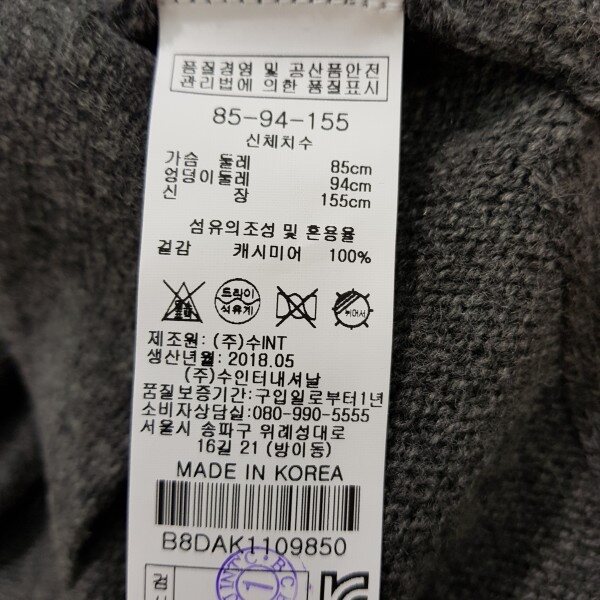 품질경영 및 공산품안전
관리법에 의한 품질표시
85-94-155
신체치수
가슴 둘레 85cm
엉덩이둘레 94cm
신 장 155cm
섬유의조성 및 혼용율
겉감 캐시미어 100%
드라이
석유계
뉘어서
제조원: (주)수INT
생산년월: 2018.05
(주)수인터내셔날
품질보증기간: 구입일로부터1년
소비자상담실: 080-990-5555
서울시 송파구 위례성대로
16길 21 (방이동)
MADE IN KOREA
B8DAK1109850
검
1